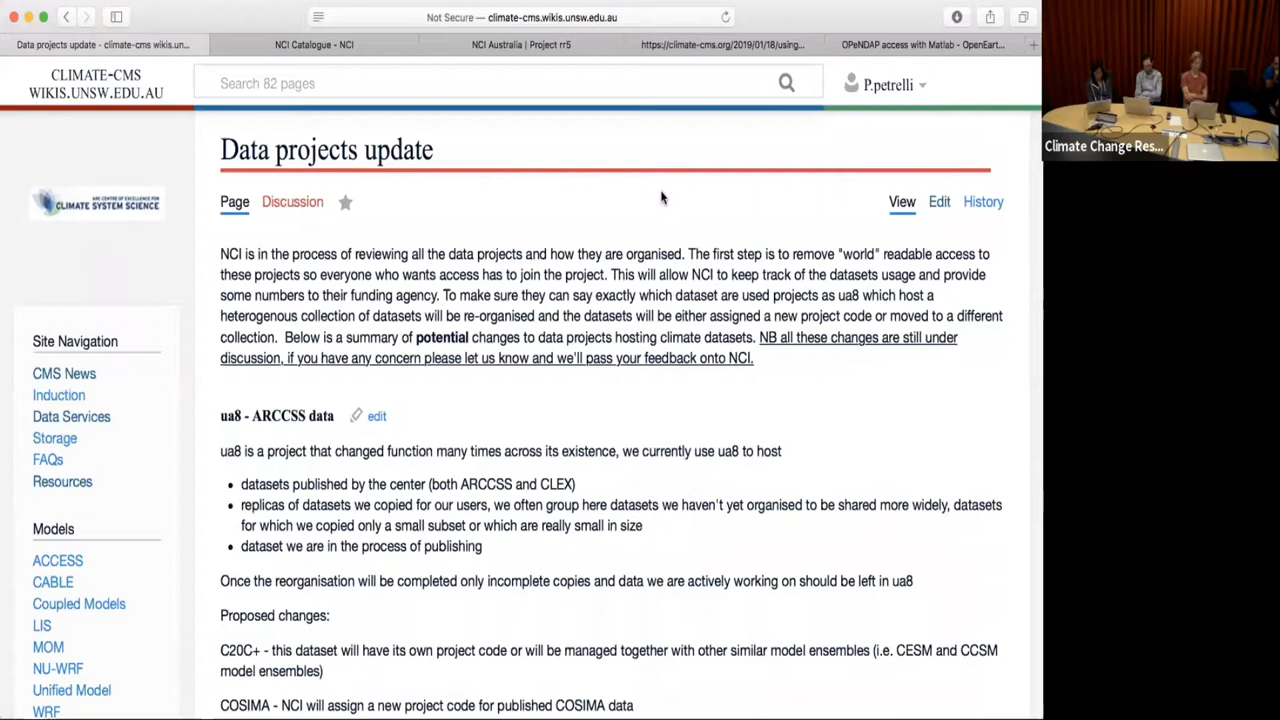 Not Secure — climate-cms.wikis.unsw.edu.au
Data projects update - climate-cms.wikis.un...
NCI Catalogue - NCI
NCI Australia | Project rr5
https://climate-cms.org/2019/01/18/using...
OPeNDAP access with Matlab - OpenEart...
CLIMATE-CMS
WIKIS.UNSW.EDU.AU
Search 82 pages
P.petrelli
Climate Change Res...
Data projects update
Page
Discussion
View
Edit
History
ARC CENTRE OF EXCELLENCE FOR
CLIMATE SYSTEM SCIENCE
NCI is in the process of reviewing all the data projects and how they are organised. The first step is to remove "world" readable access to
these projects so everyone who wants access has to join the project. This will allow NCI to keep track of the datasets usage and provide
some numbers to their funding agency. To make sure they can say exactly which dataset are used projects as ua8 which host a
heterogenous collection of datasets will be re-organised and the datasets will be either assigned a new project code or moved to a different
collection. Below is a summary of potential changes to data projects hosting climate datasets. NB all these changes are still under
discussion, if you have any concern please let us know and we'll pass your feedback onto NCI.
Site Navigation
CMS News
Induction
Data Services
Storage
FAQs
Resources
Models
ACCESS
CABLE
Coupled Models
LIS
MOM
NU-WRF
Unified Model
WRF
ua8 - ARCCSS data
edit
ua8 is a project that changed function many times across its existence, we currently use ua8 to host
• datasets published by the center (both ARCCSS and CLEX)
• replicas of datasets we copied for our users, we often group here datasets we haven't yet organised to be shared more widely, datasets
for which we copied only a small subset or which are really small in size
• dataset we are in the process of publishing
Once the reorganisation will be completed only incomplete copies and data we are actively working on should be left in ua8
Proposed changes:
C20C+ - this dataset will have its own project code or will be managed together with other similar model ensembles (i.e. CESM and CCSM
model ensembles)
COSIMA - NCI will assign a new project code for published COSIMA data